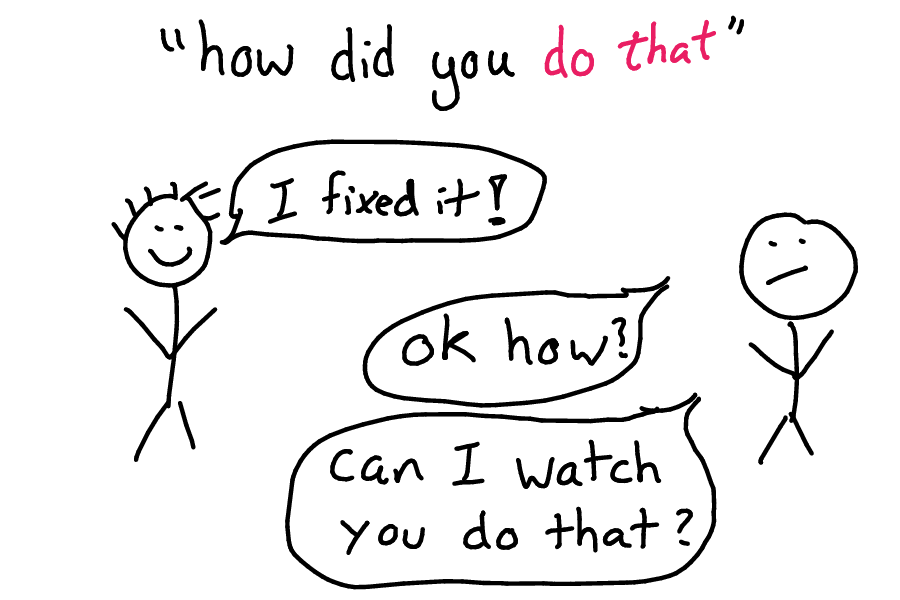 "how did you do that"
I fixed it!
ok how?
can I watch
you do that?